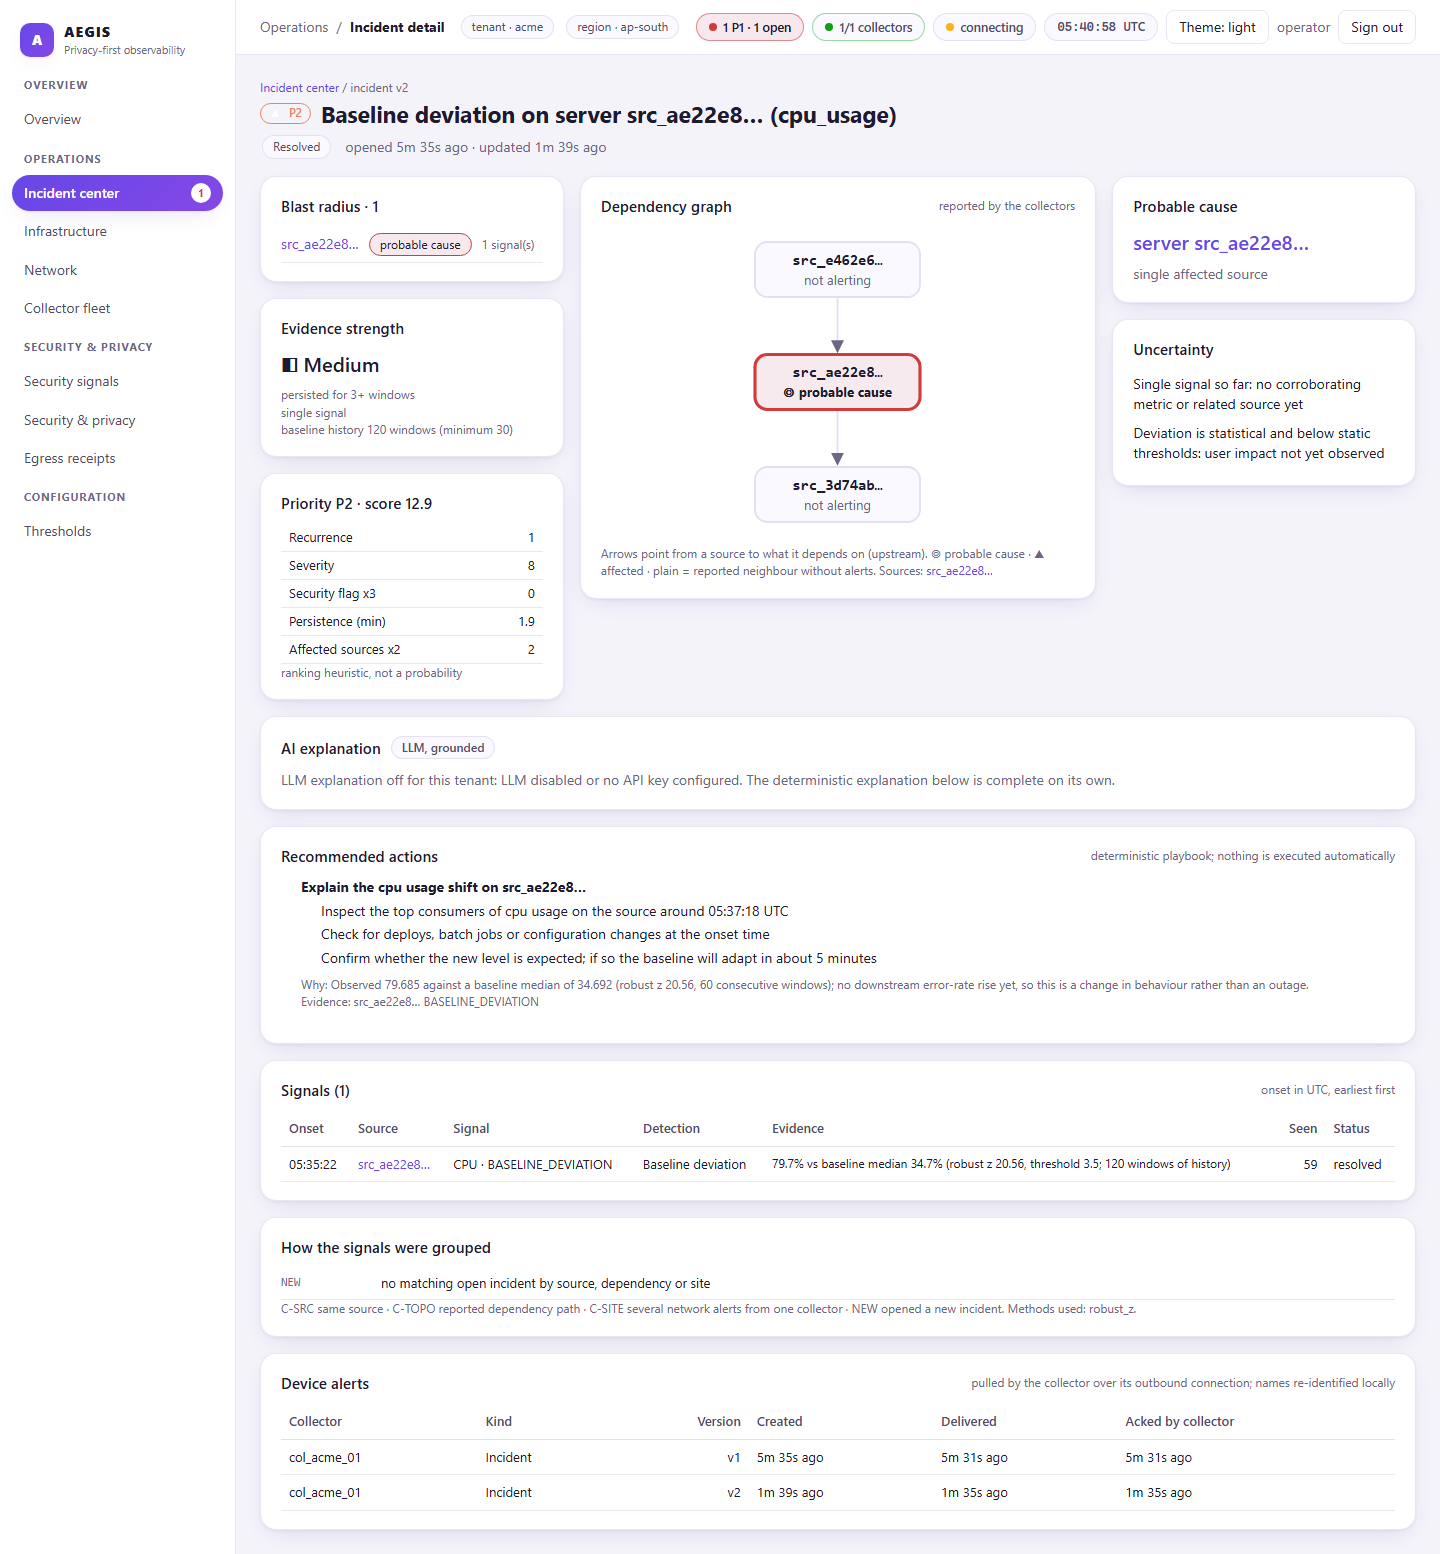 A
AEGIS
Privacy-first observability
OVERVIEW
Overview
OPERATIONS
Incident center 1
Infrastructure
Network
Collector fleet
SECURITY & PRIVACY
Security signals
Security & privacy
Egress receipts
CONFIGURATION
Thresholds
Operations / Incident detail tenant · acme region · ap-south 1 P1 · 1 open 1/1 collectors connecting 05:40:58 UTC Theme: light operator Sign out
Incident center / incident v2
▲ P2 Baseline deviation on server src_ae22e8… (cpu_usage)
Resolved opened 5m 35s ago · updated 1m 39s ago
Blast radius · 1
src_ae22e8… probable cause 1 signal(s)
Evidence strength
◧ Medium
persisted for 3+ windows
single signal
baseline history 120 windows (minimum 30)
Priority P2 · score 12.9
Recurrence 1
Severity 8
Security flag x3 0
Persistence (min) 1.9
Affected sources x2 2
ranking heuristic, not a probability
Dependency graph reported by the collectors
src_e462e6…
not alerting
src_ae22e8…
◎ probable cause
src_3d74ab…
not alerting
Arrows point from a source to what it depends on (upstream). ◎ probable cause · ▲
affected · plain = reported neighbour without alerts. Sources: src_ae22e8…
Probable cause
server src_ae22e8…
single affected source
Uncertainty
Single signal so far: no corroborating
metric or related source yet
Deviation is statistical and below static
thresholds: user impact not yet observed
AI explanation LLM, grounded
LLM explanation off for this tenant: LLM disabled or no API key configured. The deterministic explanation below is complete on its own.
Recommended actions deterministic playbook; nothing is executed automatically
Explain the cpu usage shift on src_ae22e8…
Inspect the top consumers of cpu usage on the source around 05:37:18 UTC
Check for deploys, batch jobs or configuration changes at the onset time
Confirm whether the new level is expected; if so the baseline will adapt in about 5 minutes
Why: Observed 79.685 against a baseline median of 34.692 (robust z 20.56, 60 consecutive windows); no downstream error-rate rise yet, so this is a change in behaviour rather than an outage.
Evidence: src_ae22e8… BASELINE_DEVIATION
Signals (1) onset in UTC, earliest first
Onset Source Signal Detection Evidence Seen Status
05:35:22 src_ae22e8… CPU · BASELINE_DEVIATION Baseline deviation 79.7% vs baseline median 34.7% (robust z 20.56, threshold 3.5; 120 windows of history) 59 resolved
How the signals were grouped
NEW no matching open incident by source, dependency or site
C-SRC same source · C-TOPO reported dependency path · C-SITE several network alerts from one collector · NEW opened a new incident. Methods used: robust_z.
Device alerts pulled by the collector over its outbound connection; names re-identified locally
Collector Kind Version Created Delivered Acked by collector
col_acme_01 Incident v1 5m 35s ago 5m 31s ago 5m 31s ago
col_acme_01 Incident v2 1m 39s ago 1m 35s ago 1m 35s ago